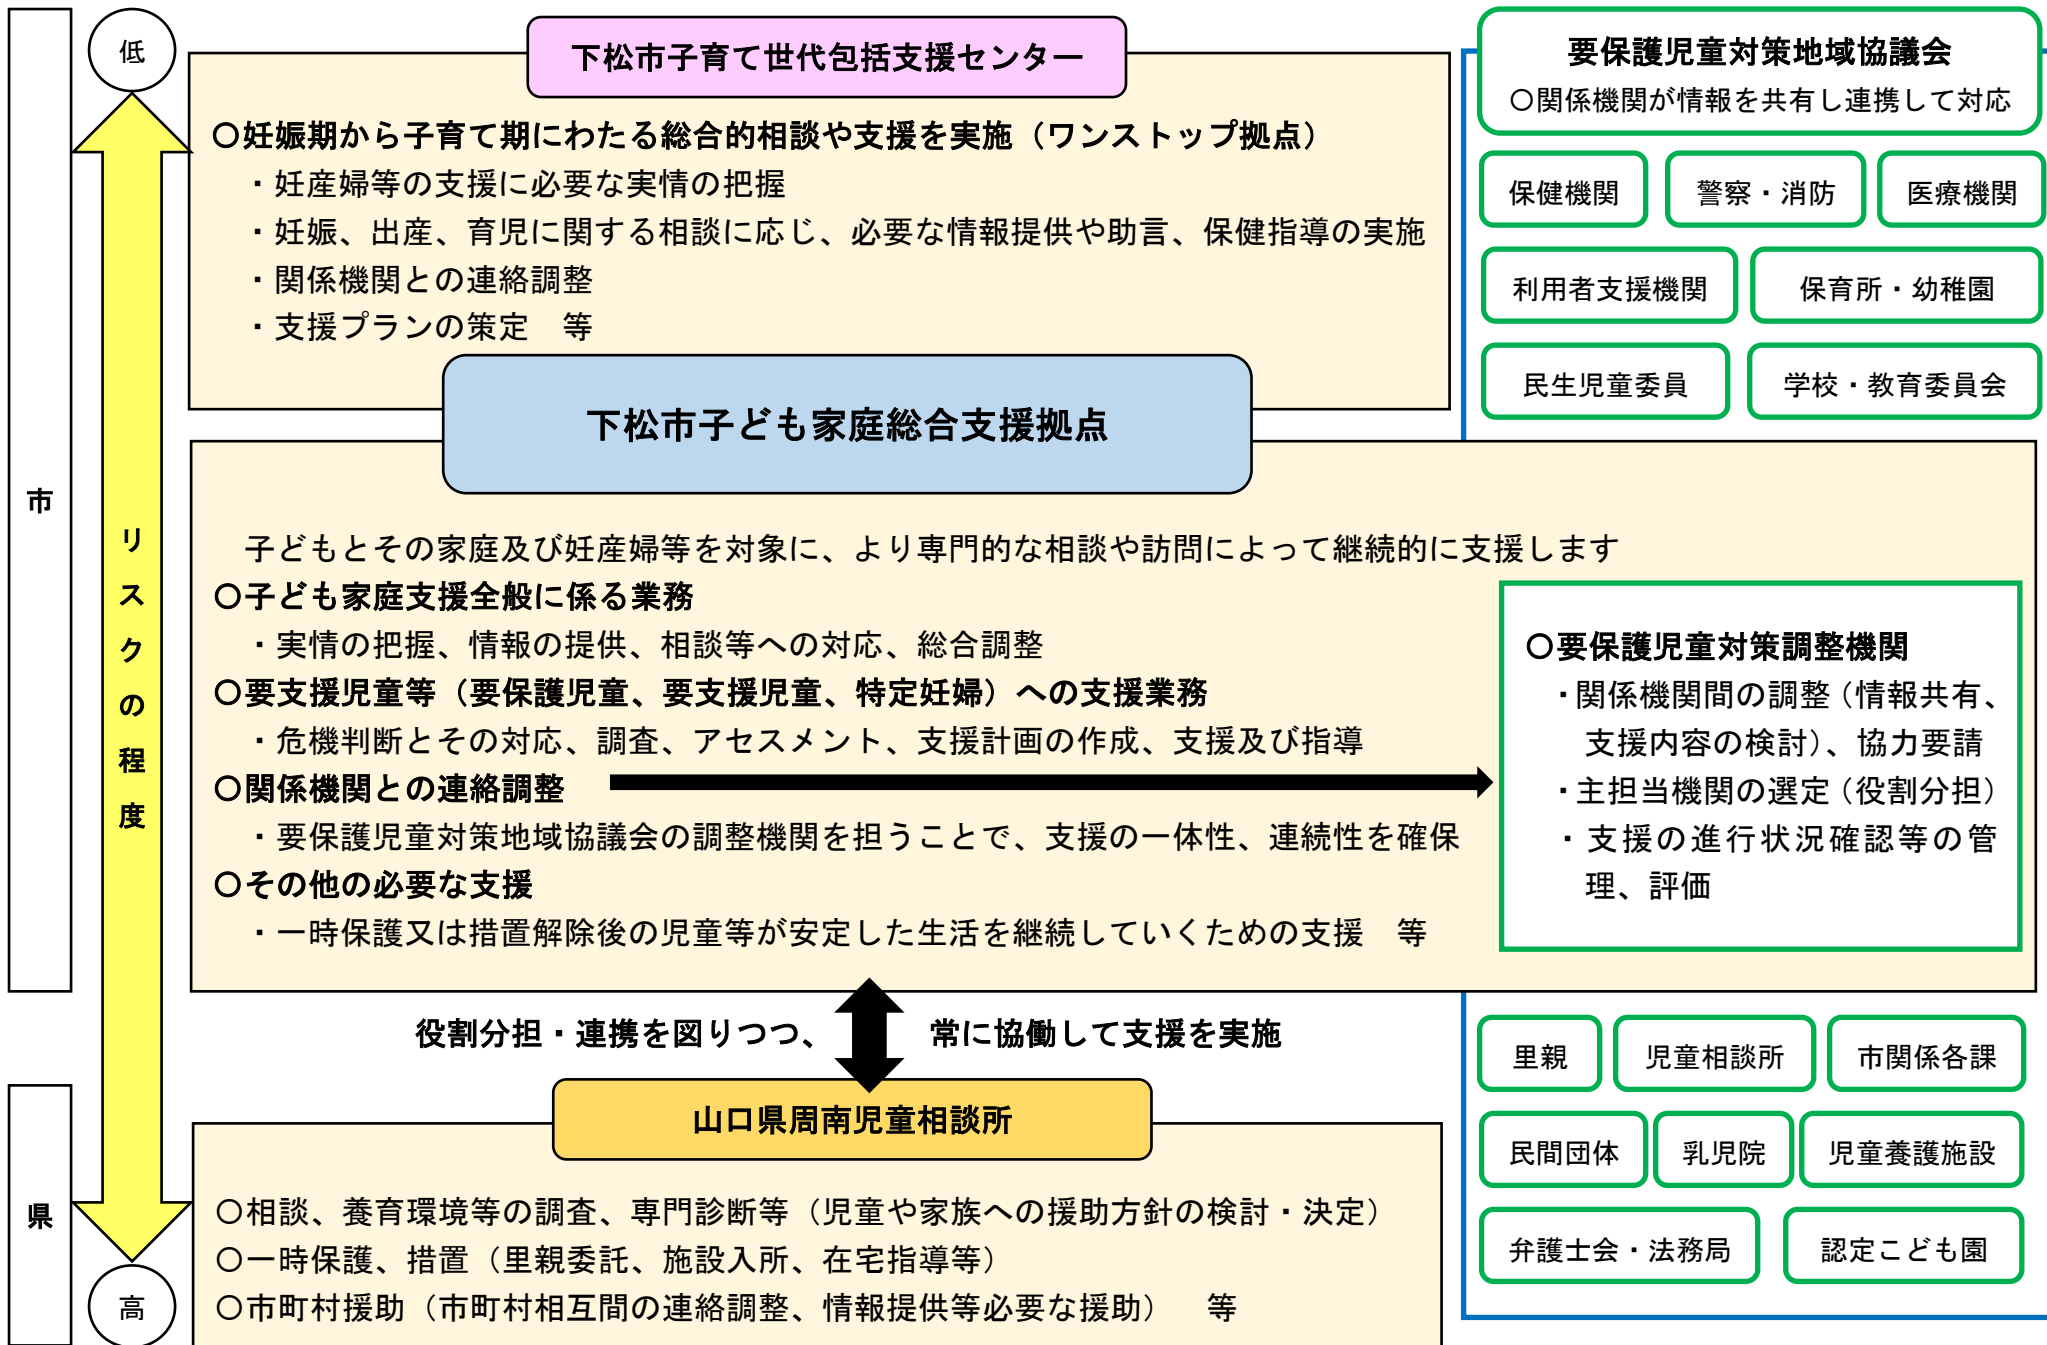 市
低
リスクの程度
高
県
下松市子育て世代包括支援センター
〇妊娠期から子育て期にわたる総合的相談や支援を実施（ワンストップ拠点）
・妊産婦等の支援に必要な実情の把握
・妊娠、出産、育児に関する相談に応じ、必要な情報提供や助言、保健指導の実施
・関係機関との連絡調整
・支援プランの策定　等
下松市子ども家庭総合支援拠点
子どもとその家庭及び妊産婦等を対象に、より専門的な相談や訪問によって継続的に支援します
〇子ども家庭支援全般に係る業務
・実情の把握、情報の提供、相談等への対応、総合調整
〇要支援児童等（要保護児童、要支援児童、特定妊婦）への支援業務
・危機判断とその対応、調査、アセスメント、支援計画の作成、支援及び指導
〇関係機関との連絡調整
・要保護児童対策地域協議会の調整機関を担うことで、支援の一体性、連続性を確保
〇その他の必要な支援
・一時保護又は措置解除後の児童等が安定した生活を継続していくための支援　等
〇要保護児童対策調整機関
・関係機関間の調整（情報共有、
支援内容の検討）、協力要請
・主担当機関の選定（役割分担）
・支援の進行状況確認等の管
理、評価
役割分担・連携を図りつつ、　常に協働して支援を実施
山口県周南児童相談所
〇相談、養育環境等の調査、専門診断等（児童や家族への援助方針の検討・決定）
〇一時保護、措置（里親委託、施設入所、在宅指導等）
〇市町村援助（市町村相互間の連絡調整、情報提供等必要な援助）　等
要保護児童対策地域協議会
〇関係機関が情報を共有し連携して対応
保健機関
警察・消防
医療機関
利用者支援機関
保育所・幼稚園
民生児童委員
学校・教育委員会
里親
児童相談所
市関係各課
民間団体
乳児院
児童養護施設
弁護士会・法務局
認定こども園